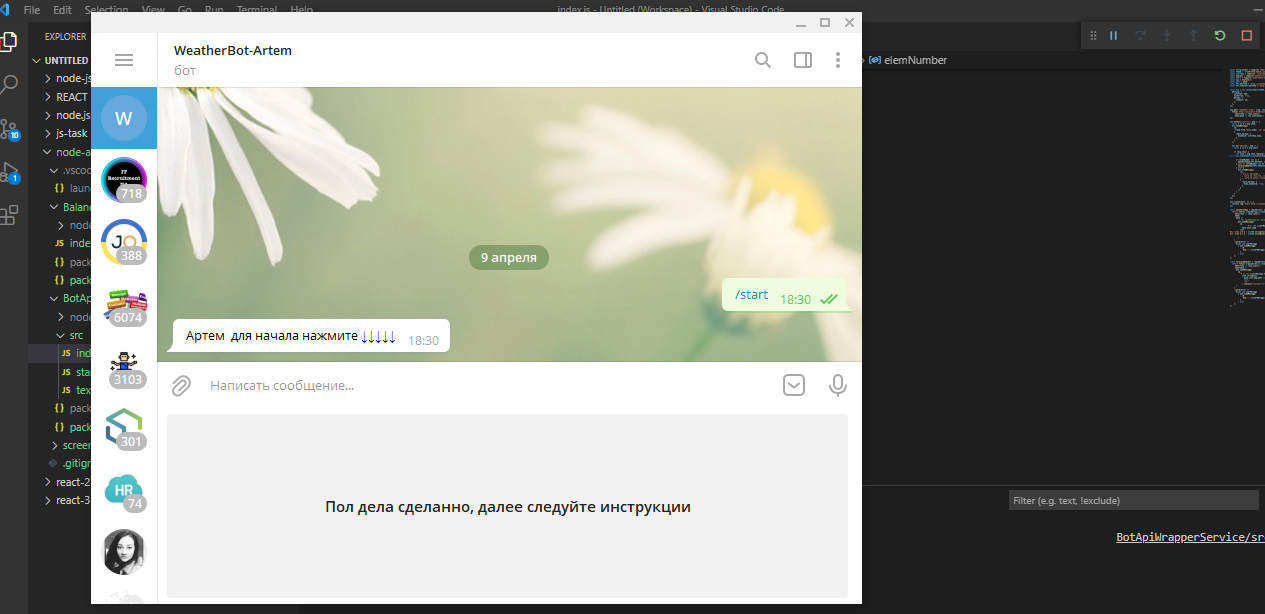 File Edit Selection View Go Run Terminal Help
index.js - Untitled (Workspace) - Visual Studio Code
EXPLORER
UNTITLED
node-js
REACT
node.js
js-task
node-a
.vscod
laun
Balan
node
inde
pack
pack
BotAp
node
src
ind
sta
tex
pack
pack
screen
.gitign
react-2
react-3
10
1
WeatherBot-Artem
бот
W
IT Recruitment
718
JO
388
6074
3103
301
HR
74
9 апреля
/start 18:30
Артем для начала нажмите ↓↓↓↓↓ 18:30
Написать сообщение...
Пол дела сделанно, далее следуйте инструкции
elemNumber
Filter (e.g. text, !exclude)
BotApiWrapperService/sr